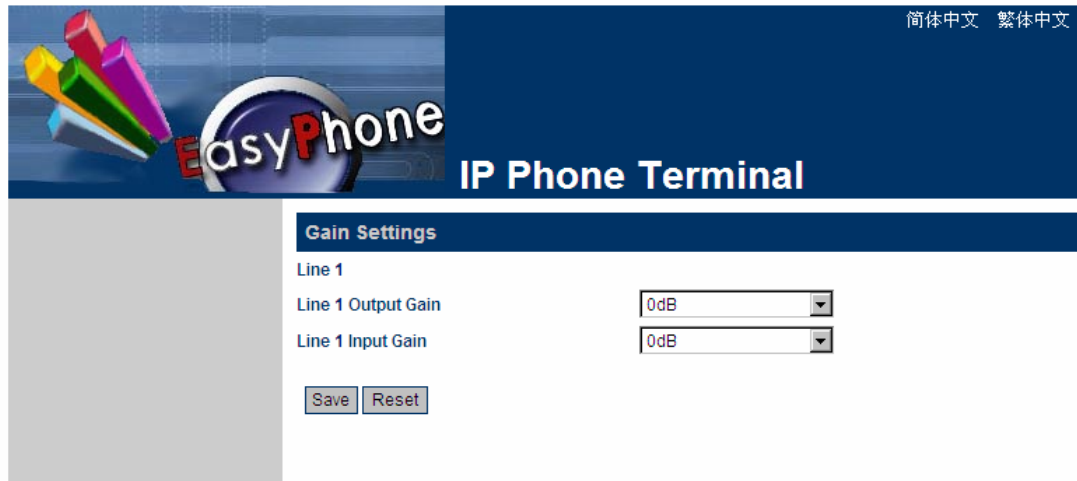 简体中文 繁体中文
EasyPhone
IP Phone Terminal
Gain Settings
Line 1
Line 1 Output Gain 0dB
Line 1 Input Gain 0dB
Save Reset